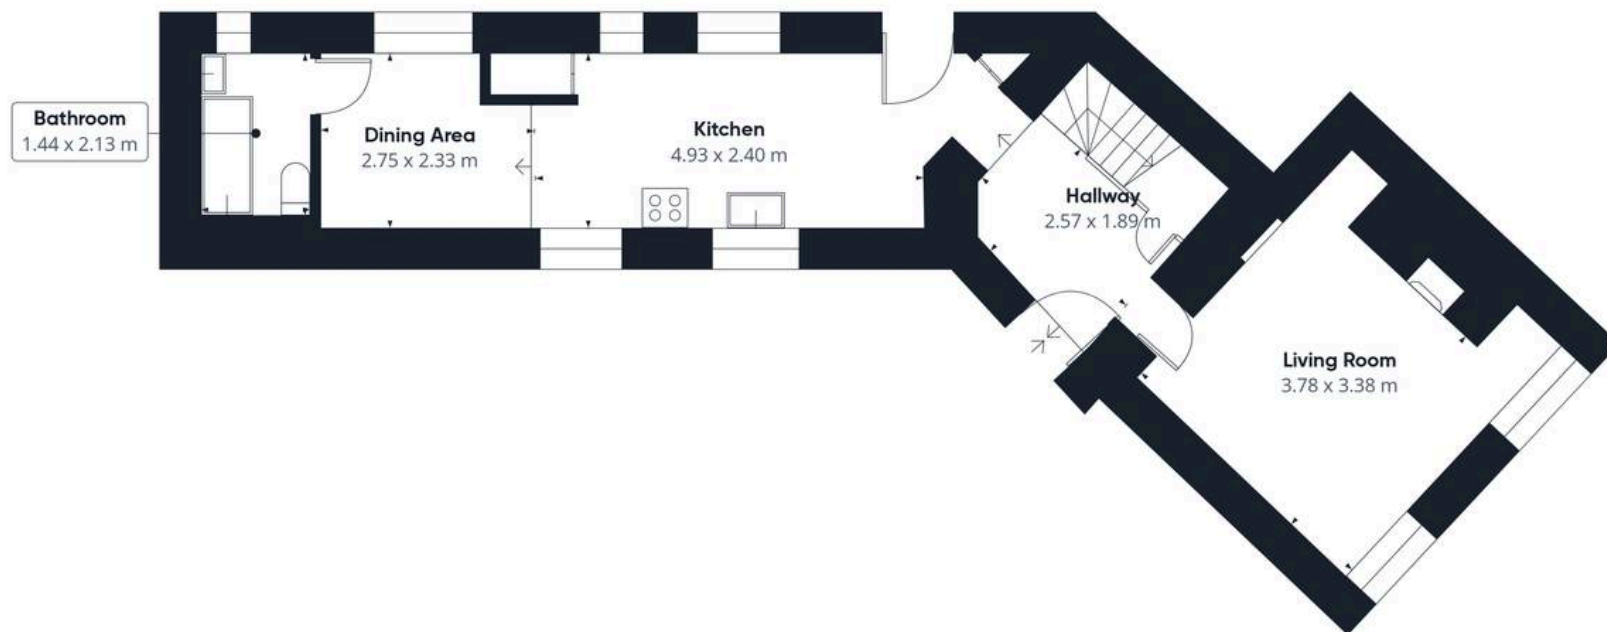 Bathroom
1.44 x 2.13 m
Dining Area
2.75 x 2.33 m
Kitchen
4.93 x 2.40 m
Hallway
2.57 x 1.89 m
Living Room
3.78 x 3.38 m